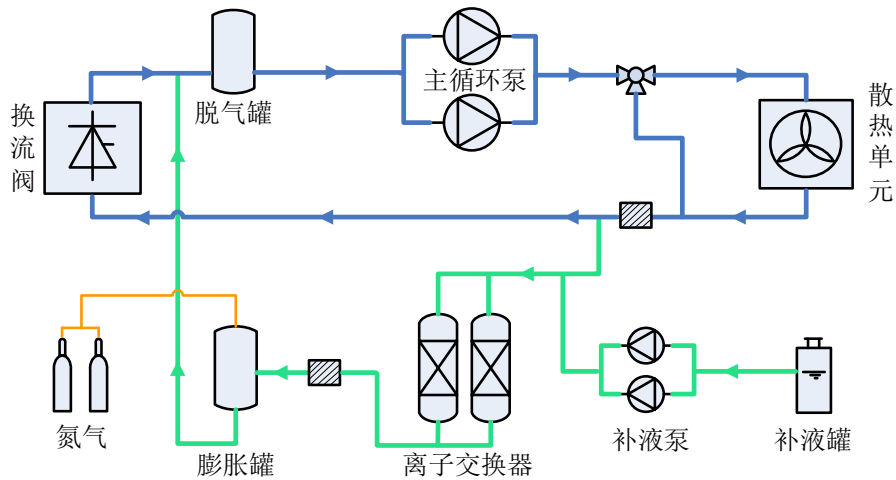 脱气罐
主循环泵
换流阀
散热单元
氮气
膨胀罐
离子交换器
补液泵
补液罐